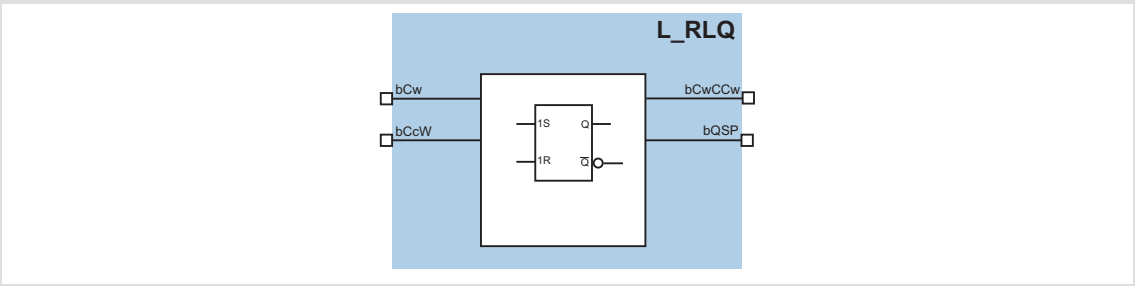 L_RLQ
bCw
bCwCCw
bCcW
bQSP
1S
Q
1R
Q̅